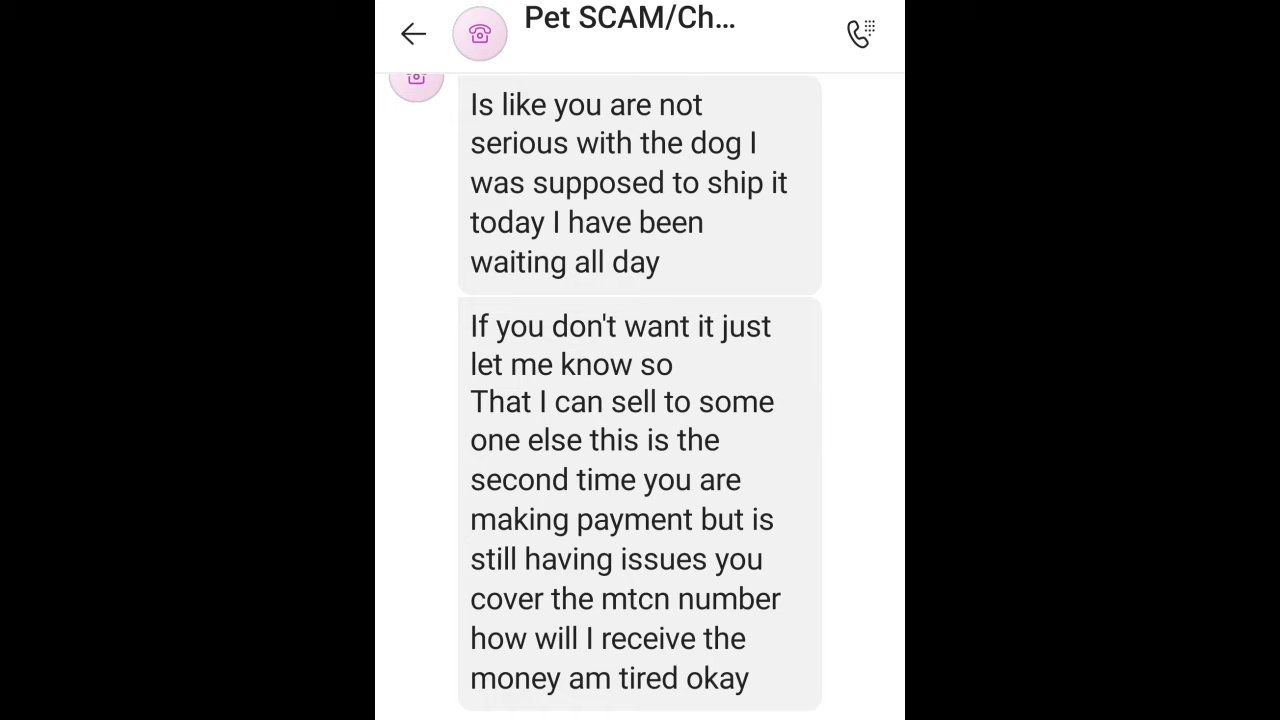 Pet SCAM/Ch...
Is like you are not
serious with the dog I
was supposed to ship it
today I have been
waiting all day
If you don't want it just
let me know so
That I can sell to some
one else this is the
second time you are
making payment but is
still having issues you
cover the mtcn number
how will I receive the
money am tired okay